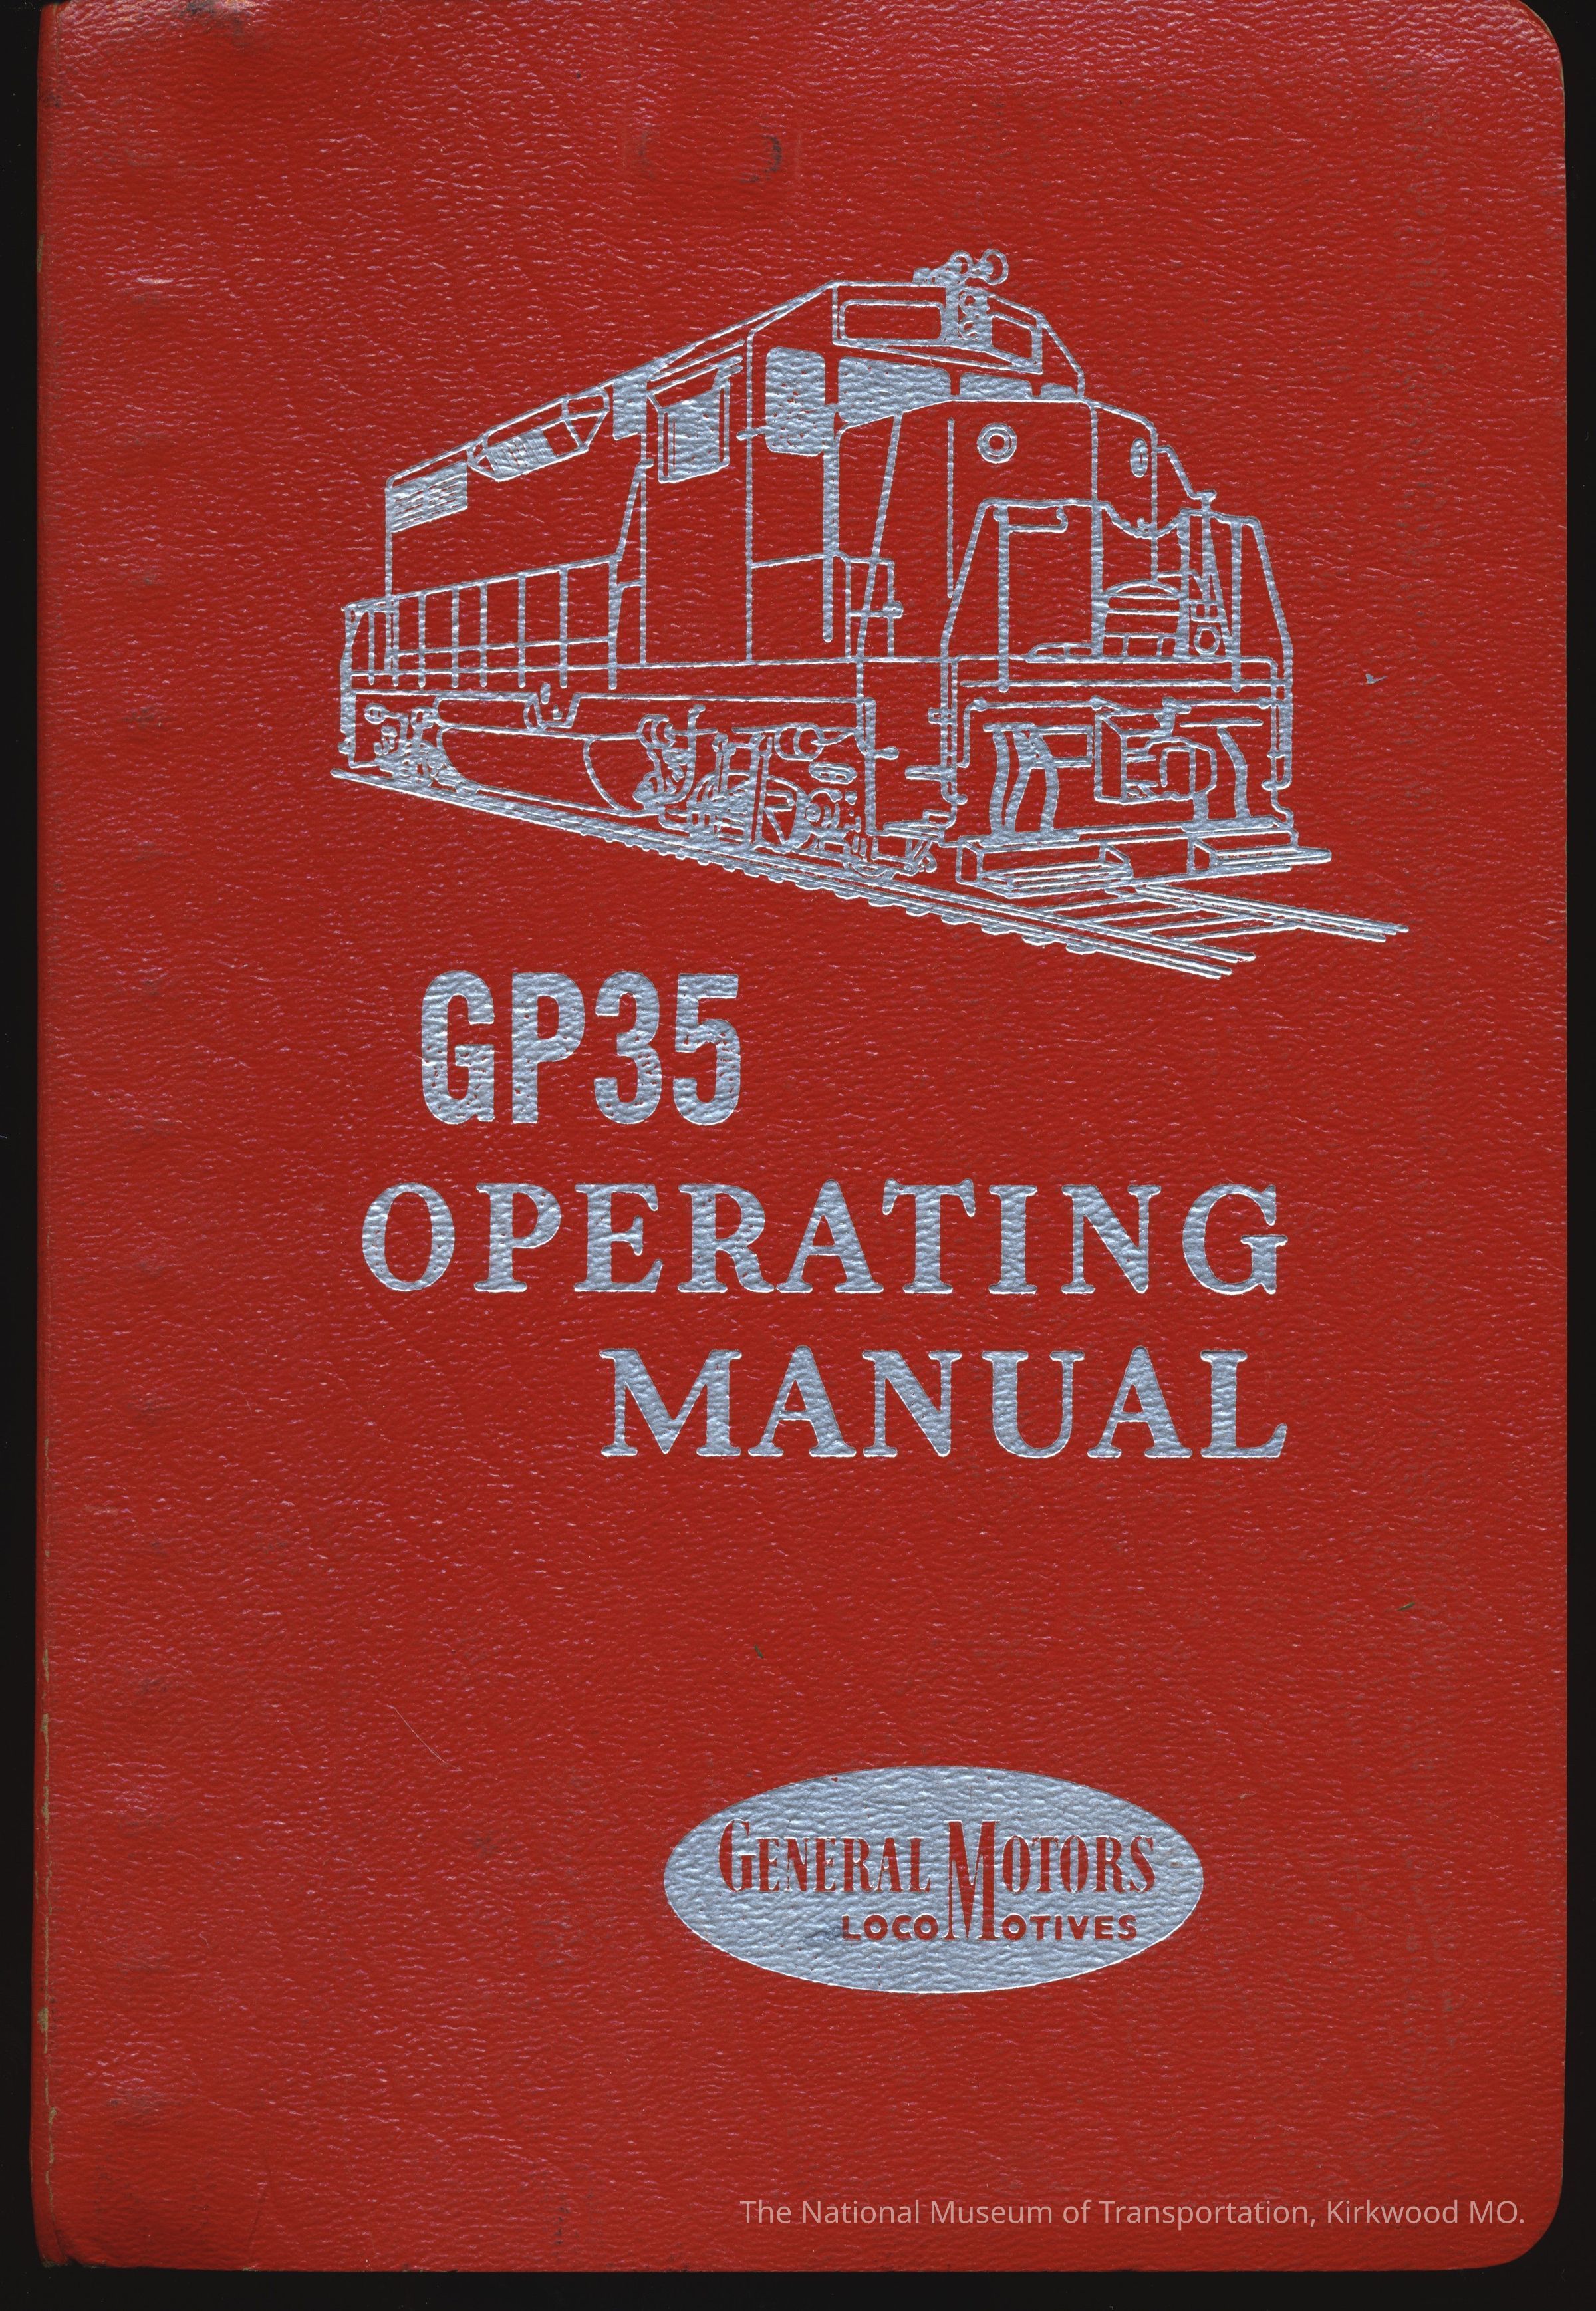 GP35
OPERATING
MANUAL
GENERAL MOTORS
LOCOMOTIVES
The National Museum of Transportation, Kirkwood MO.